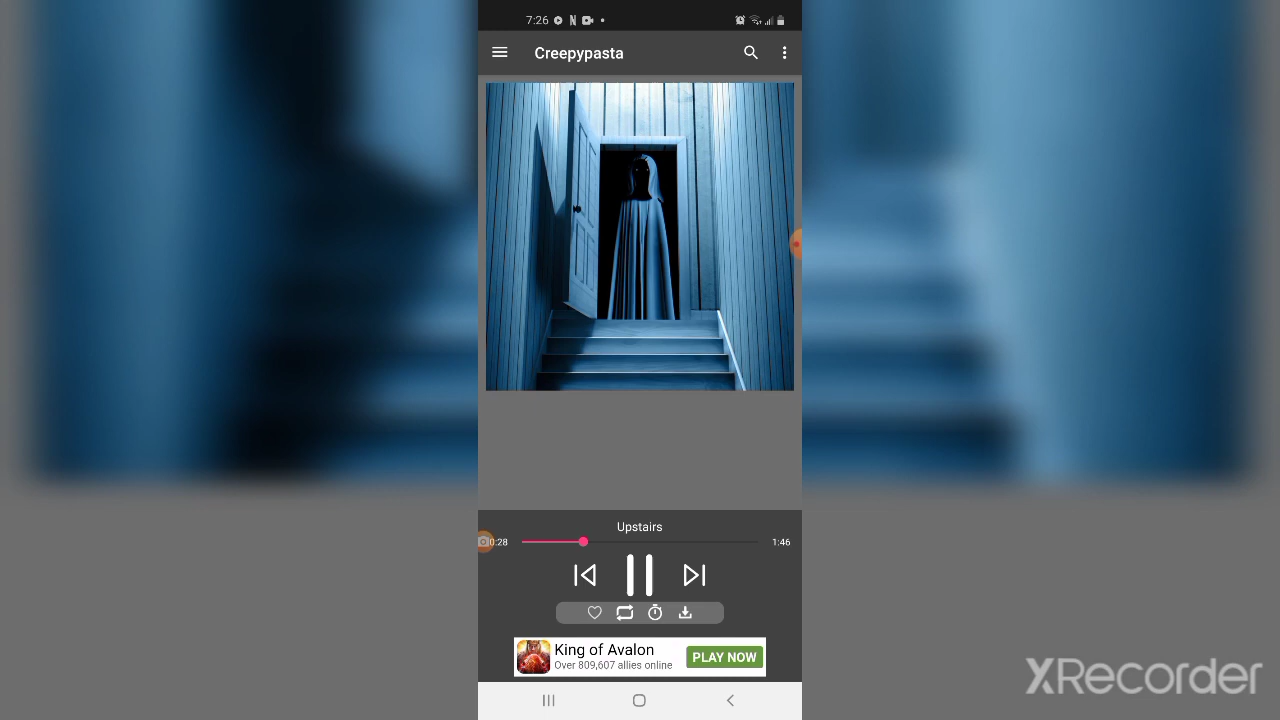 7:26
Creepypasta
Upstairs
0:28
1:46
King of Avalon
Over 809,607 allies online
PLAY NOW
XRecorder